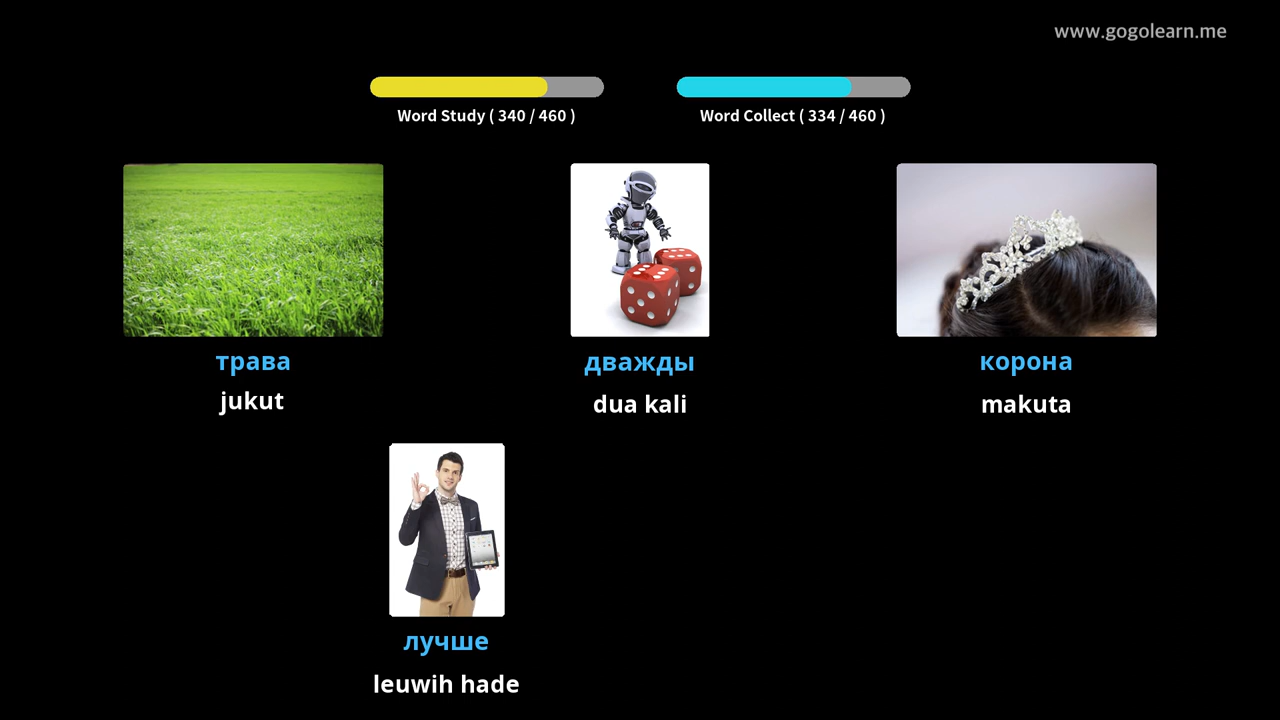 www.gogolearn.me
Word Study ( 340 / 460 )
Word Collect ( 334 / 460 )
трава
jukut
дважды
dua kali
корона
makuta
лучше
leuwih hade